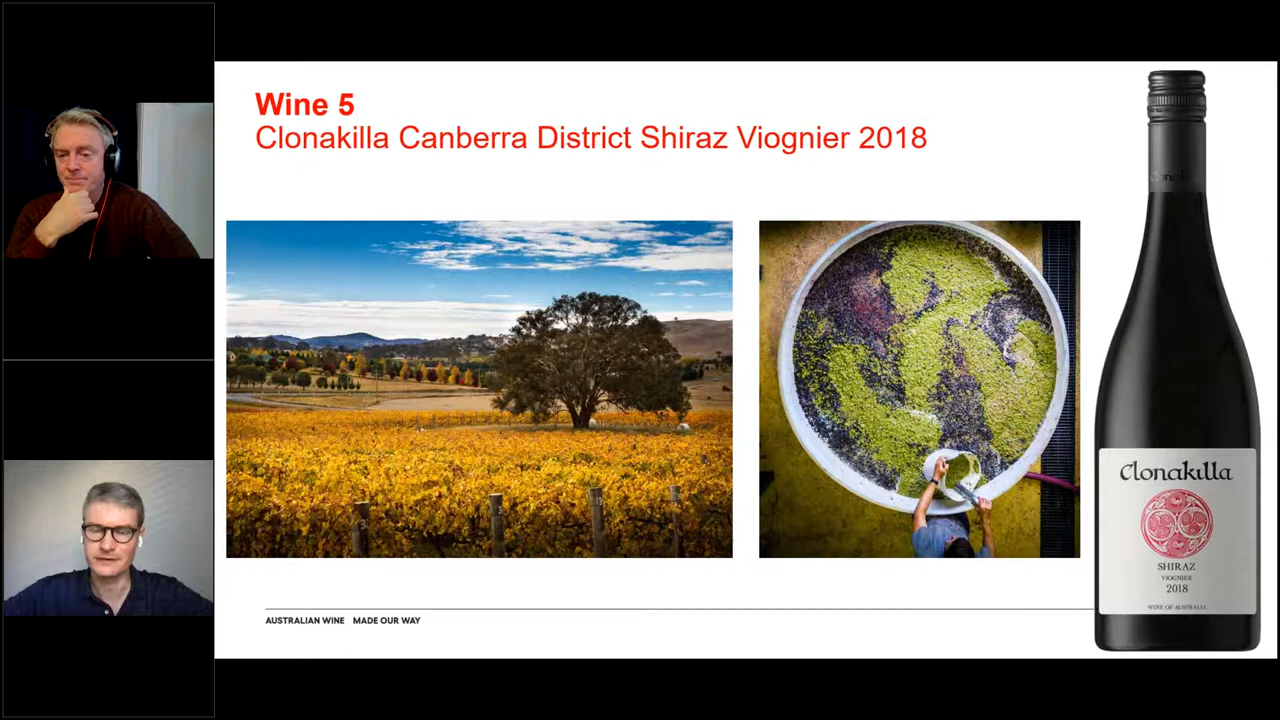 Wine 5
Clonakilla Canberra District Shiraz Viognier 2018
Clonakilla
Clonakilla
SHIRAZ
VIOGNIER
2018
WINE OF AUSTRALIA
AUSTRALIAN WINE MADE OUR WAY